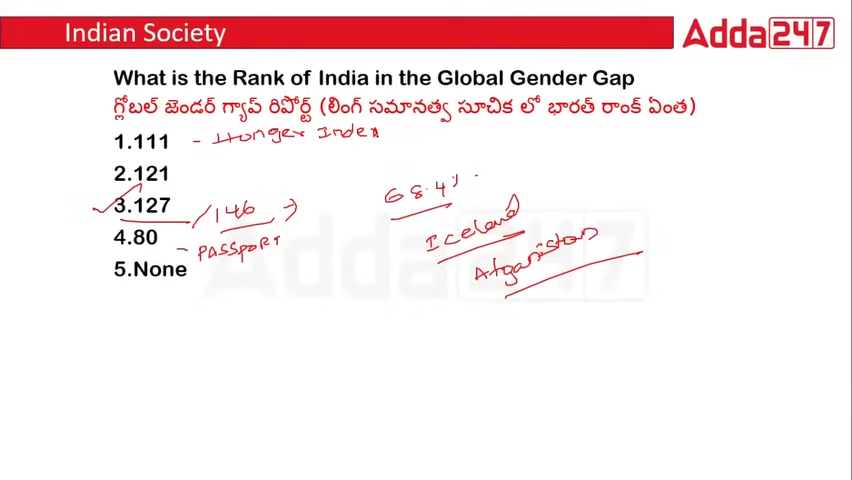 Indian Society
Adda247
What is the Rank of India in the Global Gender Gap
గ్లోబల్ జెండర్ గ్యాప్ రిపోర్ట్ (లింగ్ సమానత్వ సూచిక లో భారత్ రాంక్ ఏంత)
1.111 - Hunger Index
2.121
3.127 /146 68.4%
4.80 - PASSPORT Iceland
Afganistan
5.None
Adda247